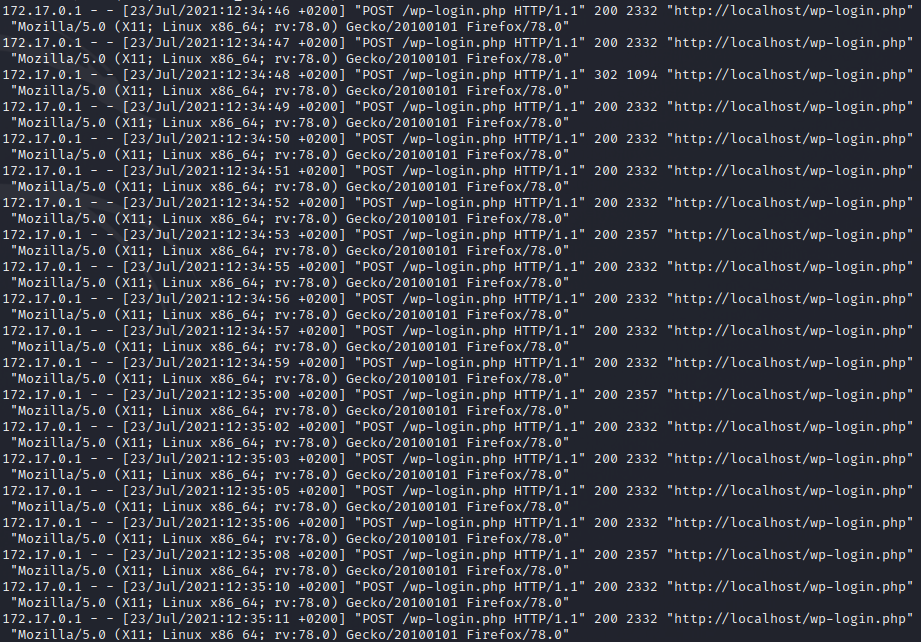 172.17.0.1 - - [23/Jul/2021:12:34:46 +0200] "POST /wp-login.php HTTP/1.1" 200 2332 "http://localhost/wp-login.php"
"Mozilla/5.0 (X11; Linux x86_64; rv:78.0) Gecko/20100101 Firefox/78.0"
172.17.0.1 - - [23/Jul/2021:12:34:47 +0200] "POST /wp-login.php HTTP/1.1" 200 2332 "http://localhost/wp-login.php"
"Mozilla/5.0 (X11; Linux x86_64; rv:78.0) Gecko/20100101 Firefox/78.0"
172.17.0.1 - - [23/Jul/2021:12:34:48 +0200] "POST /wp-login.php HTTP/1.1" 302 1094 "http://localhost/wp-login.php"
"Mozilla/5.0 (X11; Linux x86_64; rv:78.0) Gecko/20100101 Firefox/78.0"
172.17.0.1 - - [23/Jul/2021:12:34:49 +0200] "POST /wp-login.php HTTP/1.1" 200 2332 "http://localhost/wp-login.php"
"Mozilla/5.0 (X11; Linux x86_64; rv:78.0) Gecko/20100101 Firefox/78.0"
172.17.0.1 - - [23/Jul/2021:12:34:50 +0200] "POST /wp-login.php HTTP/1.1" 200 2332 "http://localhost/wp-login.php"
"Mozilla/5.0 (X11; Linux x86_64; rv:78.0) Gecko/20100101 Firefox/78.0"
172.17.0.1 - - [23/Jul/2021:12:34:51 +0200] "POST /wp-login.php HTTP/1.1" 200 2332 "http://localhost/wp-login.php"
"Mozilla/5.0 (X11; Linux x86_64; rv:78.0) Gecko/20100101 Firefox/78.0"
172.17.0.1 - - [23/Jul/2021:12:34:52 +0200] "POST /wp-login.php HTTP/1.1" 200 2332 "http://localhost/wp-login.php"
"Mozilla/5.0 (X11; Linux x86_64; rv:78.0) Gecko/20100101 Firefox/78.0"
172.17.0.1 - - [23/Jul/2021:12:34:53 +0200] "POST /wp-login.php HTTP/1.1" 200 2357 "http://localhost/wp-login.php"
"Mozilla/5.0 (X11; Linux x86_64; rv:78.0) Gecko/20100101 Firefox/78.0"
172.17.0.1 - - [23/Jul/2021:12:34:55 +0200] "POST /wp-login.php HTTP/1.1" 200 2332 "http://localhost/wp-login.php"
"Mozilla/5.0 (X11; Linux x86_64; rv:78.0) Gecko/20100101 Firefox/78.0"
172.17.0.1 - - [23/Jul/2021:12:34:56 +0200] "POST /wp-login.php HTTP/1.1" 200 2332 "http://localhost/wp-login.php"
"Mozilla/5.0 (X11; Linux x86_64; rv:78.0) Gecko/20100101 Firefox/78.0"
172.17.0.1 - - [23/Jul/2021:12:34:57 +0200] "POST /wp-login.php HTTP/1.1" 200 2332 "http://localhost/wp-login.php"
"Mozilla/5.0 (X11; Linux x86_64; rv:78.0) Gecko/20100101 Firefox/78.0"
172.17.0.1 - - [23/Jul/2021:12:34:59 +0200] "POST /wp-login.php HTTP/1.1" 200 2332 "http://localhost/wp-login.php"
"Mozilla/5.0 (X11; Linux x86_64; rv:78.0) Gecko/20100101 Firefox/78.0"
172.17.0.1 - - [23/Jul/2021:12:35:00 +0200] "POST /wp-login.php HTTP/1.1" 200 2357 "http://localhost/wp-login.php"
"Mozilla/5.0 (X11; Linux x86_64; rv:78.0) Gecko/20100101 Firefox/78.0"
172.17.0.1 - - [23/Jul/2021:12:35:02 +0200] "POST /wp-login.php HTTP/1.1" 200 2332 "http://localhost/wp-login.php"
"Mozilla/5.0 (X11; Linux x86_64; rv:78.0) Gecko/20100101 Firefox/78.0"
172.17.0.1 - - [23/Jul/2021:12:35:03 +0200] "POST /wp-login.php HTTP/1.1" 200 2332 "http://localhost/wp-login.php"
"Mozilla/5.0 (X11; Linux x86_64; rv:78.0) Gecko/20100101 Firefox/78.0"
172.17.0.1 - - [23/Jul/2021:12:35:05 +0200] "POST /wp-login.php HTTP/1.1" 200 2332 "http://localhost/wp-login.php"
"Mozilla/5.0 (X11; Linux x86_64; rv:78.0) Gecko/20100101 Firefox/78.0"
172.17.0.1 - - [23/Jul/2021:12:35:06 +0200] "POST /wp-login.php HTTP/1.1" 200 2332 "http://localhost/wp-login.php"
"Mozilla/5.0 (X11; Linux x86_64; rv:78.0) Gecko/20100101 Firefox/78.0"
172.17.0.1 - - [23/Jul/2021:12:35:08 +0200] "POST /wp-login.php HTTP/1.1" 200 2357 "http://localhost/wp-login.php"
"Mozilla/5.0 (X11; Linux x86_64; rv:78.0) Gecko/20100101 Firefox/78.0"
172.17.0.1 - - [23/Jul/2021:12:35:10 +0200] "POST /wp-login.php HTTP/1.1" 200 2332 "http://localhost/wp-login.php"
"Mozilla/5.0 (X11; Linux x86_64; rv:78.0) Gecko/20100101 Firefox/78.0"
172.17.0.1 - - [23/Jul/2021:12:35:11 +0200] "POST /wp-login.php HTTP/1.1" 200 2332 "http://localhost/wp-login.php"
"Mozilla/5.0 (X11; Linux x86_64; rv:78.0) Gecko/20100101 Firefox/78.0"